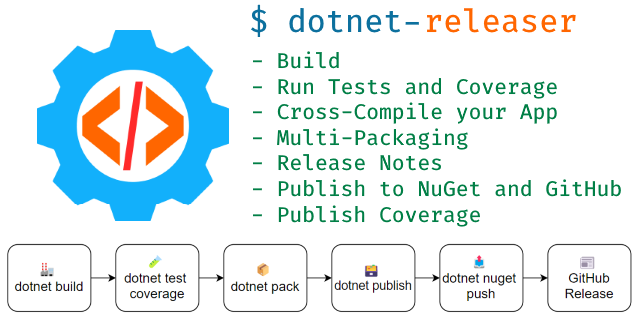 $ dotnet-releaser
- Build
- Run Tests and Coverage
- Cross-Compile your App
- Multi-Packaging
- Release Notes
- Publish to NuGet and GitHub
- Publish Coverage
dotnet build
dotnet test
coverage
dotnet pack
dotnet publish
dotnet nuget
push
GitHub
Release